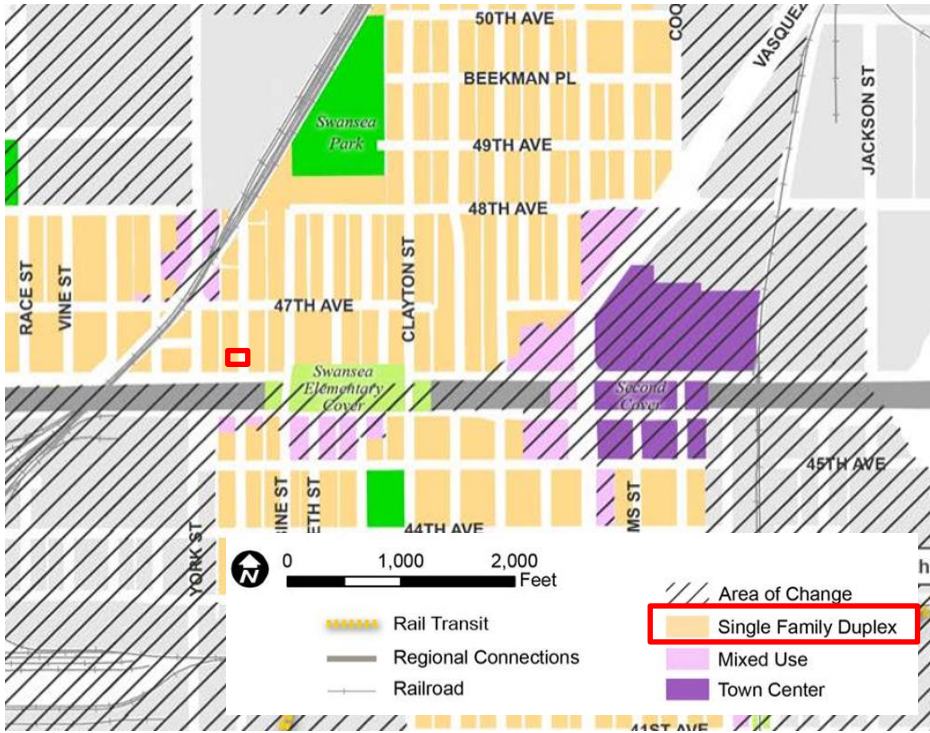 50TH AVE
VASQUEZ
BEEKMAN PL
JACKSON ST
Swansea
Park
49TH AVE
48TH AVE
RACE ST
VINE ST
CLAYTON ST
47TH AVE
Swansea
Elementary
Cover
Second
Cover
45TH AVE
44TH AVE
YORK ST
N
0 1,000 2,000
Feet
Area of Change
Rail Transit
Single Family Duplex
Regional Connections
Mixed Use
Railroad
Town Center
41ST AVE